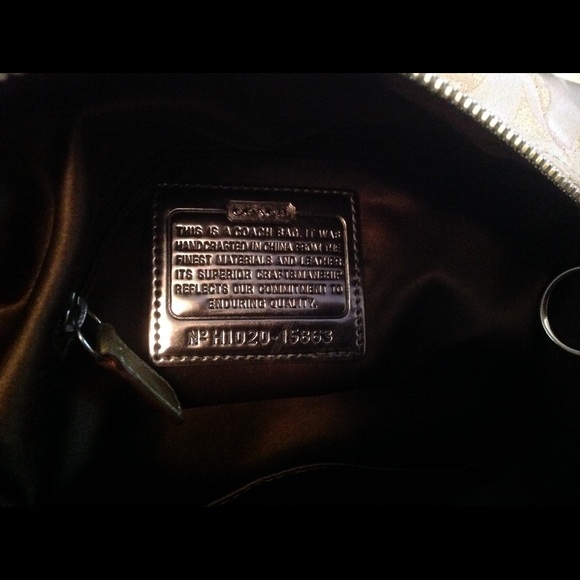 COACH
THIS IS A COACH BAG. IT WAS
HANDCRAFTED IN CHINA FROM THE
FINEST MATERIALS AND LEATHER.
ITS SUPERIOR CRAFTSMANSHIP
REFLECTS OUR COMMITMENT TO
ENDURING QUALITY.
Nº H1020-15663